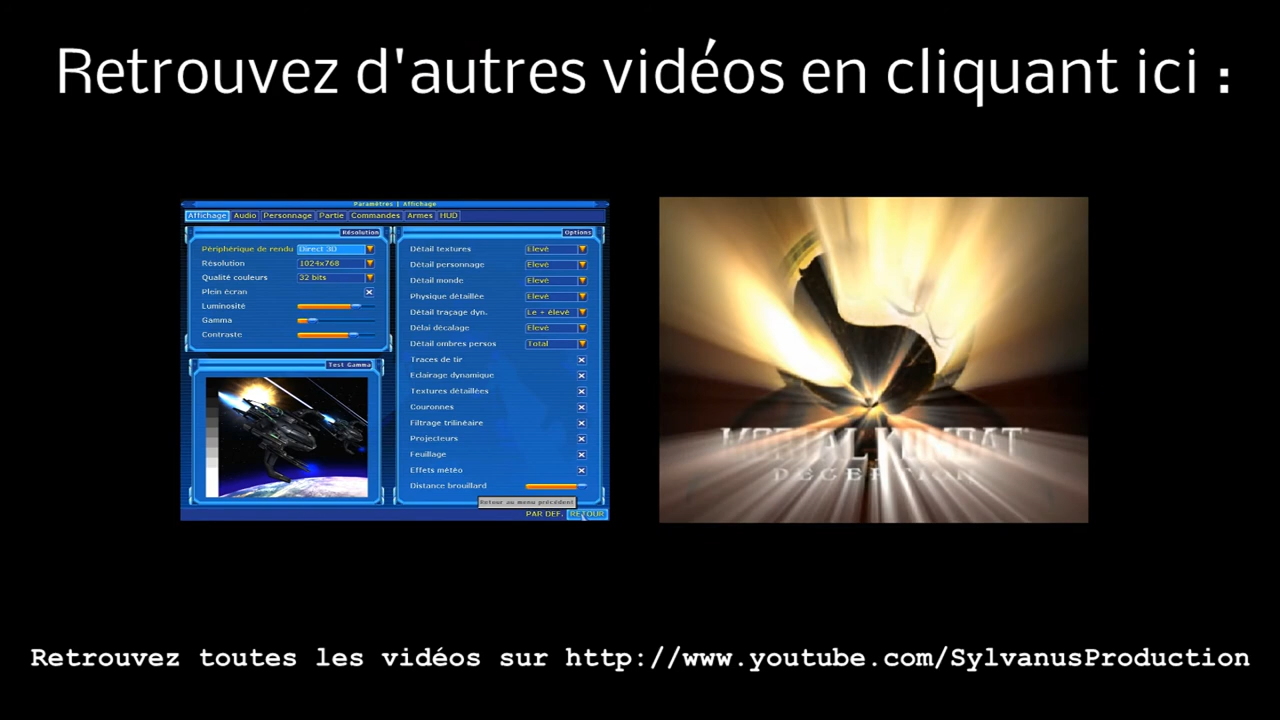 Retrouvez d'autres vidéos en cliquant ici :
Paramètres | Affichage
Affichage Audio Personnage Partie Commandes Armes HUD
Résolution
Périphérique de rendu Direct 3D
Résolution 1024x768
Qualité couleurs 32 bits
Plein écran
Luminosité
Gamma
Contraste
Test Gamma
Options
Détail textures Elevé
Détail personnage Elevé
Détail monde Elevé
Physique détaillée Elevé
Détail traçage dyn. Le + élevé
Délai décalage Elevé
Détail ombres persos Total
Traces de tir
Eclairage dynamique
Textures détaillées
Couronnes
Filtrage trilinéaire
Projecteurs
Feuillage
Effets météo
Distance brouillard
Retour au menu précédent
PAR DEF. RETOUR
MORTAL KOMBAT
DECEPTION
Retrouvez toutes les vidéos sur http://www.youtube.com/SylvanusProduction